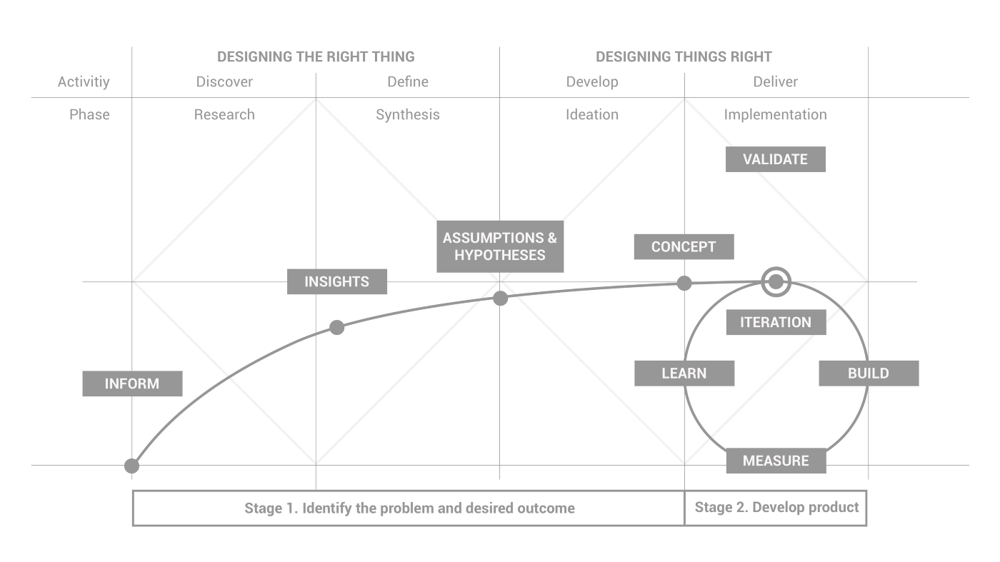 DESIGNING THE RIGHT THING
DESIGNING THINGS RIGHT
Activitiy
Discover
Define
Develop
Deliver
Phase
Research
Synthesis
Ideation
Implementation
VALIDATE
ASSUMPTIONS &
HYPOTHESES
CONCEPT
INSIGHTS
ITERATION
INFORM
LEARN
BUILD
MEASURE
Stage 1. Identify the problem and desired outcome
Stage 2. Develop product